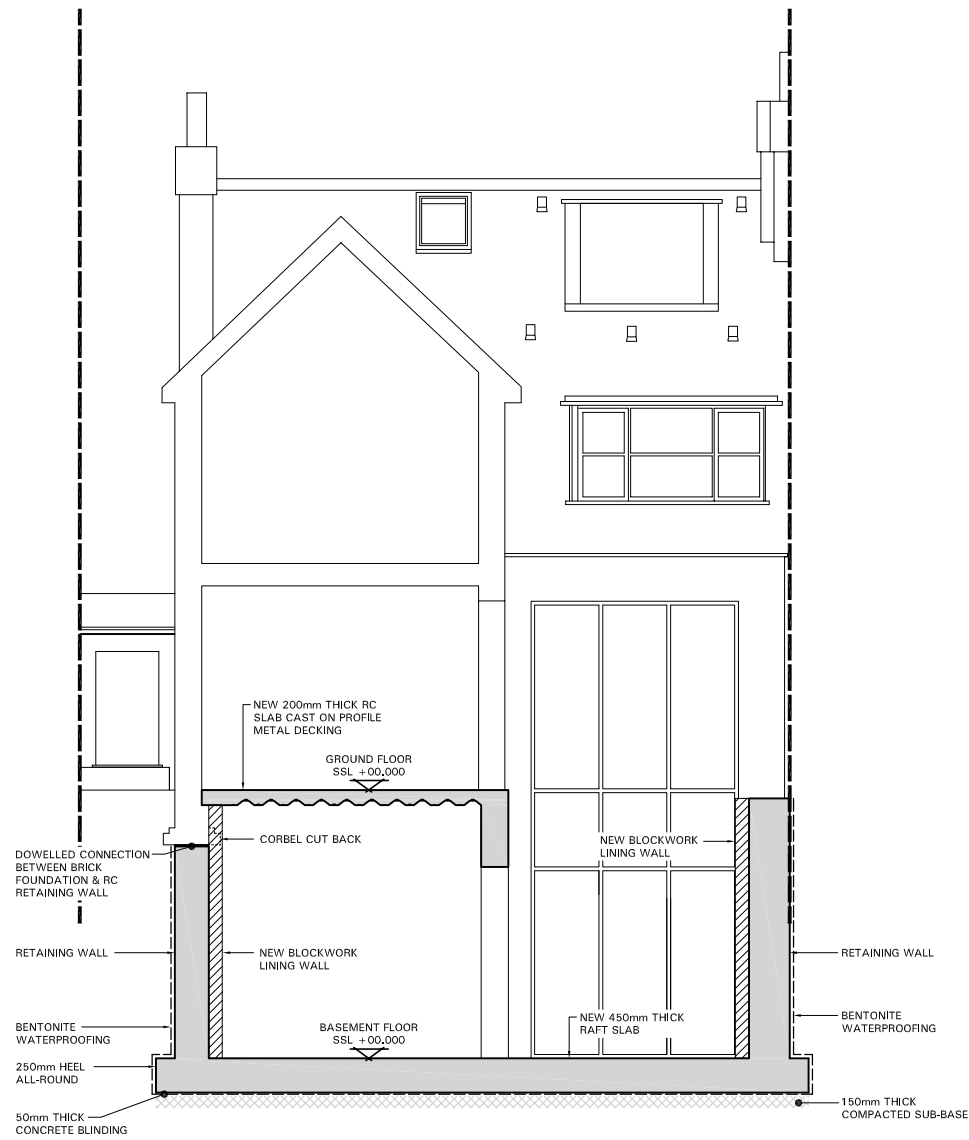 NEW 200mm THICK RC
SLAB CAST ON PROFILE
METAL DECKING
GROUND FLOOR
SSL +00.000
CORBEL CUT BACK
NEW BLOCKWORK
LINING WALL
DOWELLED CONNECTION
BETWEEN BRICK
FOUNDATION & RC
RETAINING WALL
RETAINING WALL
NEW BLOCKWORK
LINING WALL
RETAINING WALL
BENTONITE
WATERPROOFING
BASEMENT FLOOR
SSL +00.000
NEW 450mm THICK
RAFT SLAB
BENTONITE
WATERPROOFING
250mm HEEL
ALL-ROUND
50mm THICK
CONCRETE BLINDING
150mm THICK
COMPACTED SUB-BASE